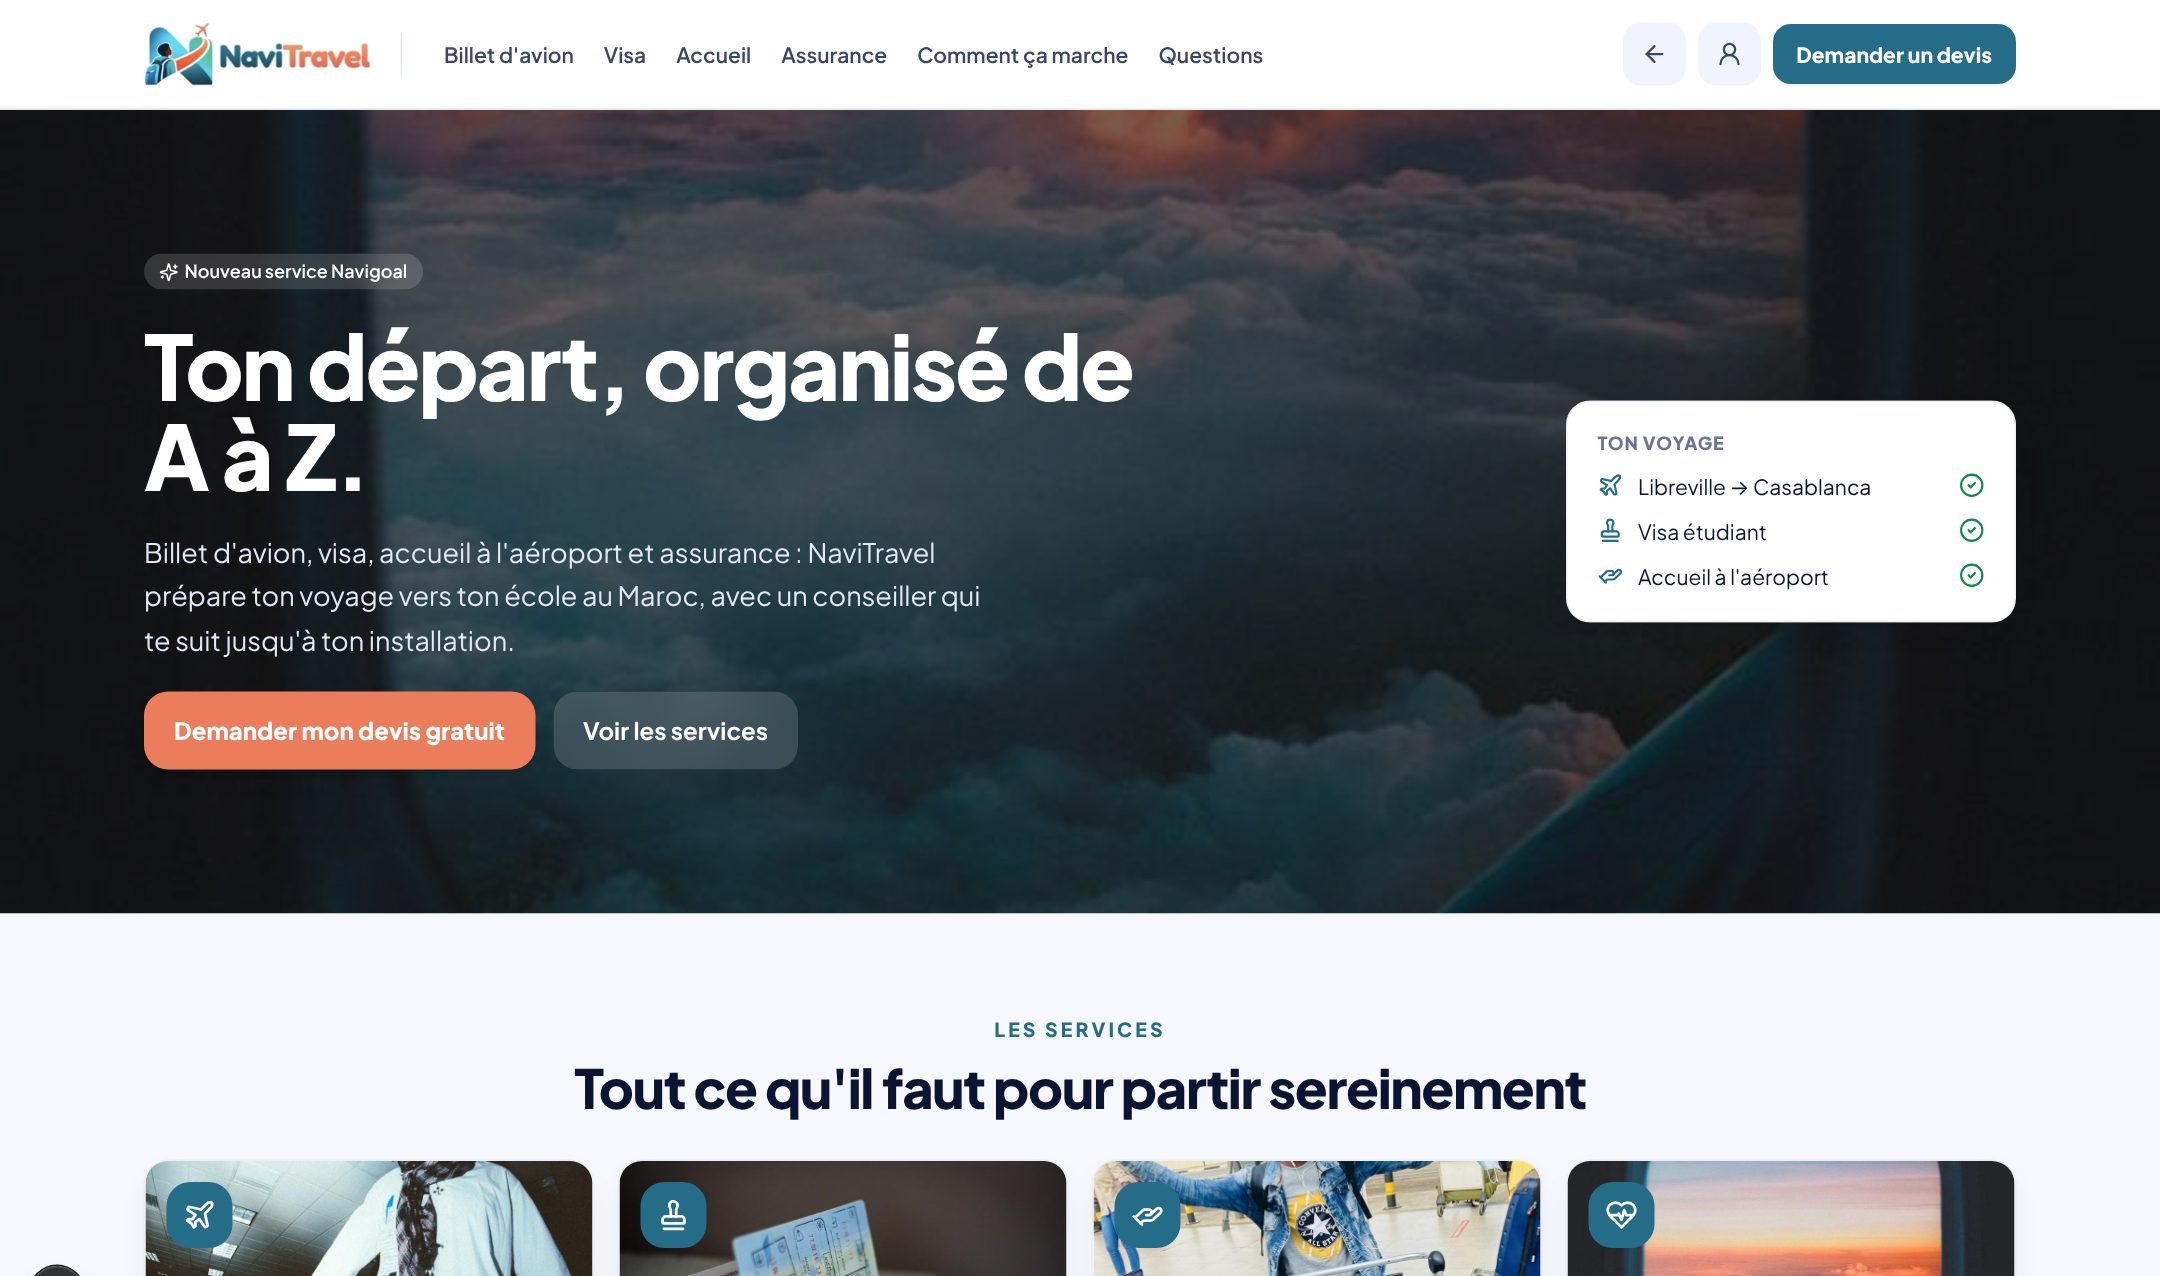 NaviTravel
Billet d'avion
Visa
Accueil
Assurance
Comment ça marche
Questions
Demander un devis
Nouveau service Navigoal
Ton départ, organisé de
A à Z.
Billet d'avion, visa, accueil à l'aéroport et assurance : NaviTravel
prépare ton voyage vers ton école au Maroc, avec un conseiller qui
te suit jusqu'à ton installation.
Demander mon devis gratuit
Voir les services
TON VOYAGE
Libreville → Casablanca
Visa étudiant
Accueil à l'aéroport
LES SERVICES
Tout ce qu'il faut pour partir sereinement
CONVERSE
ALL STAR